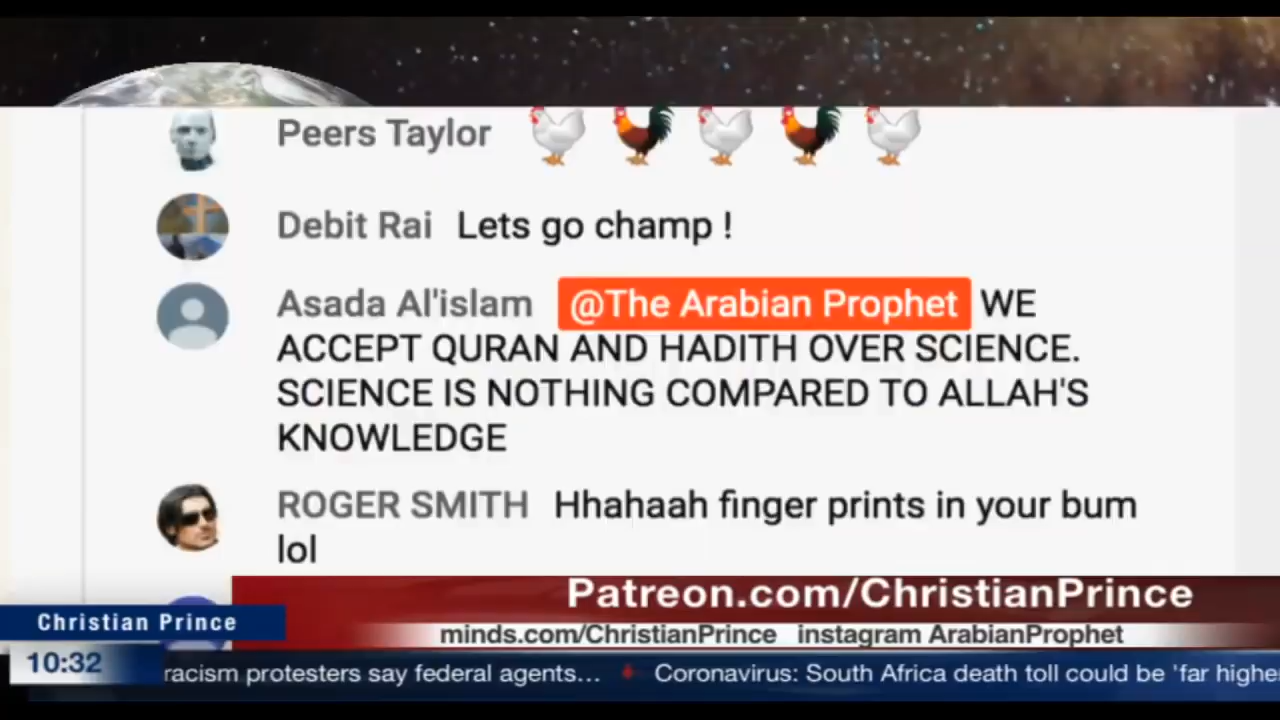 Peers Taylor
Debit Rai Lets go champ !
Asada Al'islam @The Arabian Prophet WE
ACCEPT QURAN AND HADITH OVER SCIENCE.
SCIENCE IS NOTHING COMPARED TO ALLAH'S
KNOWLEDGE
ROGER SMITH Hhahaah finger prints in your bum
lol
Patreon.com/ChristianPrince
Christian Prince
minds.com/ChristianPrince instagram ArabianProphet
10:32
racism protesters say federal agents... Coronavirus: South Africa death toll could be 'far highe